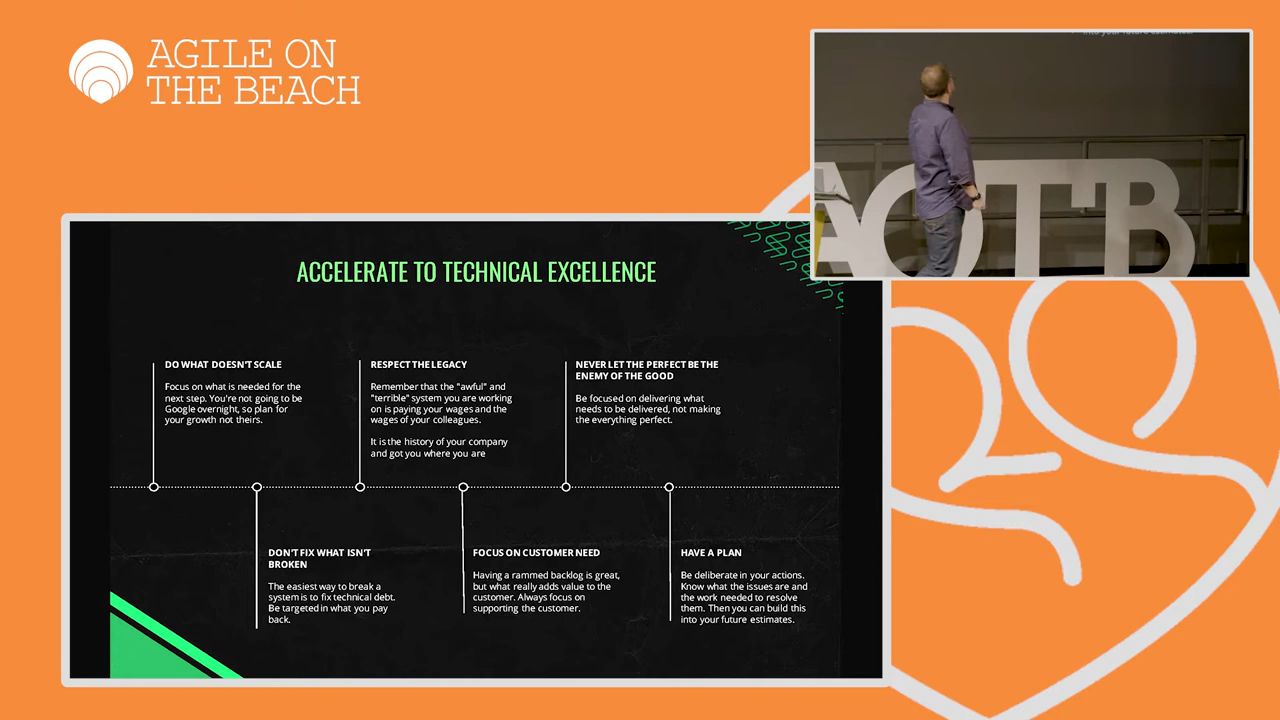 AGILE ON
THE BEACH
into your future estimates.
AOTB
ACCELERATE TO TECHNICAL EXCELLENCE
DO WHAT DOESN'T SCALE
Focus on what is needed for the
next step. You're not going to be
Google overnight, so plan for
your growth not theirs.
RESPECT THE LEGACY
Remember that the "awful" and
"terrible" system you are working
on is paying your wages and the
wages of your colleagues.
It is the history of your company
and got you where you are
NEVER LET THE PERFECT BE THE
ENEMY OF THE GOOD
Be focused on delivering what
needs to be delivered, not making
the everything perfect.
DON'T FIX WHAT ISN'T
BROKEN
The easiest way to break a
system is to fix technical debt.
Be targeted in what you pay
back.
FOCUS ON CUSTOMER NEED
Having a rammed backlog is great,
but what really adds value to the
customer. Always focus on
supporting the customer.
HAVE A PLAN
Be deliberate in your actions.
Know what the issues are and
the work needed to resolve
them. Then you can build this
into your future estimates.